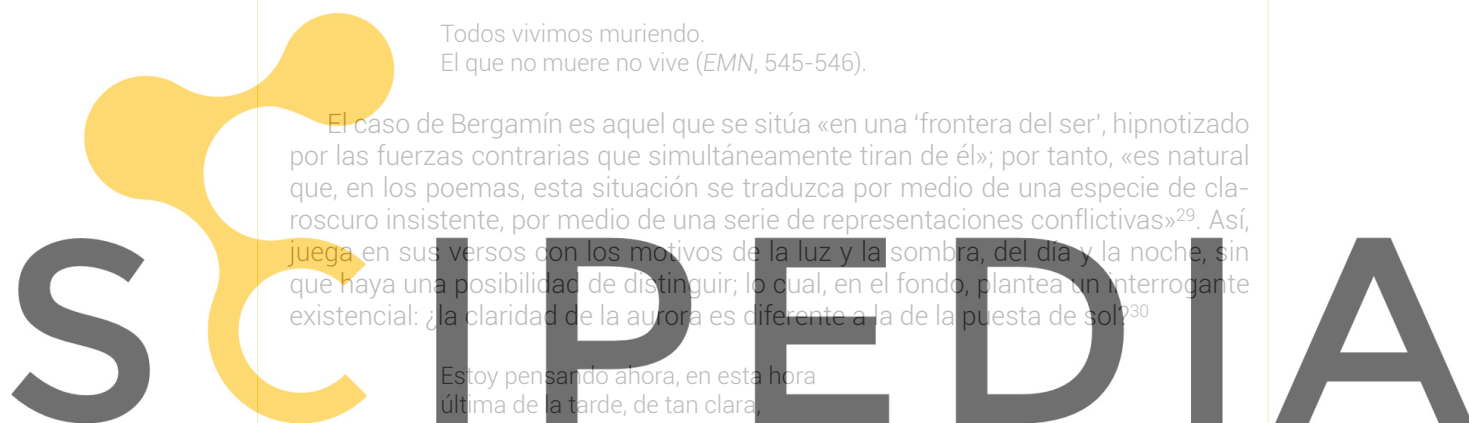 Todos vivimos muriendo.
El que no muere no vive (EMN, 545-546).
El caso de Bergamín es aquel que se sitúa «en una ‘frontera del ser’, hipnotizado
por las fuerzas contrarias que simultáneamente tiran de él»; por tanto, «es natural
que, en los poemas, esta situación se traduzca por medio de una especie de cla-
roscuro insistente, por medio de una serie de representaciones conflictivas»²⁹. Así,
juega en sus versos con los motivos de la luz y la sombra, del día y la noche, sin
que haya una posibilidad de distinguir; lo cual, en el fondo, plantea un interrogante
existencial: ¿la claridad de la aurora es diferente a la de la puesta de sol?³⁰
Estoy pensando ahora, en esta hora
última de la tarde, de tan clara,
SCIPEDIA